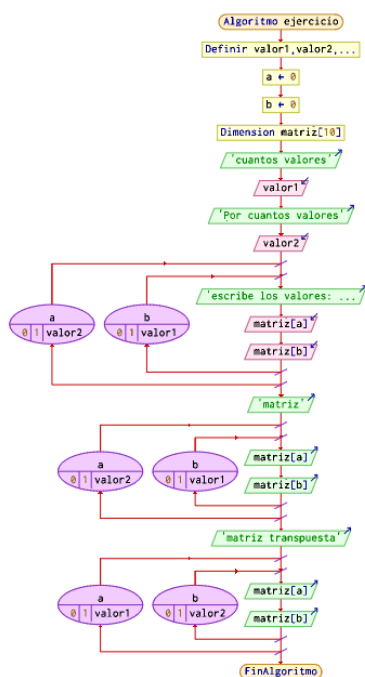 Algoritmo ejercicio
Definir valor1,valor2,...
a ← 0
b ← 0
Dimension matriz[10]
'cuantos valores'
valor1
'Por cuantos valores'
valor2
'escribe los valores: ...
a
0 1 valor2
b
0 1 valor1
matriz[a]
matriz[b]
'matriz'
a
0 1 valor2
b
0 1 valor1
matriz[a]
matriz[b]
'matriz transpuesta'
a
0 1 valor1
b
0 1 valor2
matriz[a]
matriz[b]
FinAlgoritmo